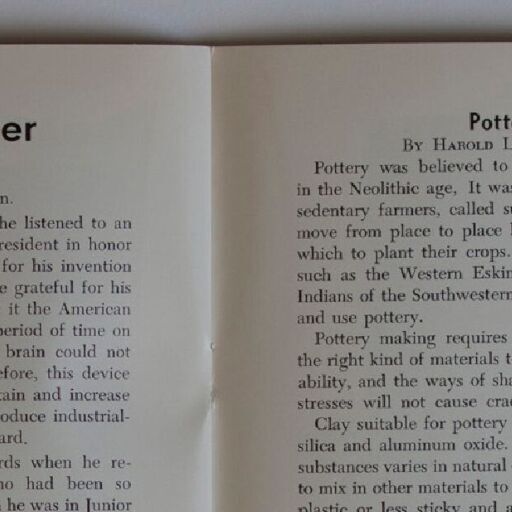 er
n.
he listened to an
resident in honor
for his invention
e grateful for his
it the American
period of time on
brain could not
efore, this device
tain and increase
oduce industrial-
ard.
rds when he re-
ho had been so
he was in Junior
Pott
By Harold L
Pottery was believed to
in the Neolithic age, It was
sedentary farmers, called s
move from place to place
which to plant their crops.
such as the Western Eskim
Indians of the Southwestern
and use pottery.
Pottery making requires
the right kind of materials t
ability, and the ways of sha
stresses will not cause crac
Clay suitable for pottery
silica and aluminum oxide.
substances varies in natural
to mix in other materials to
plastic or less sticky and a